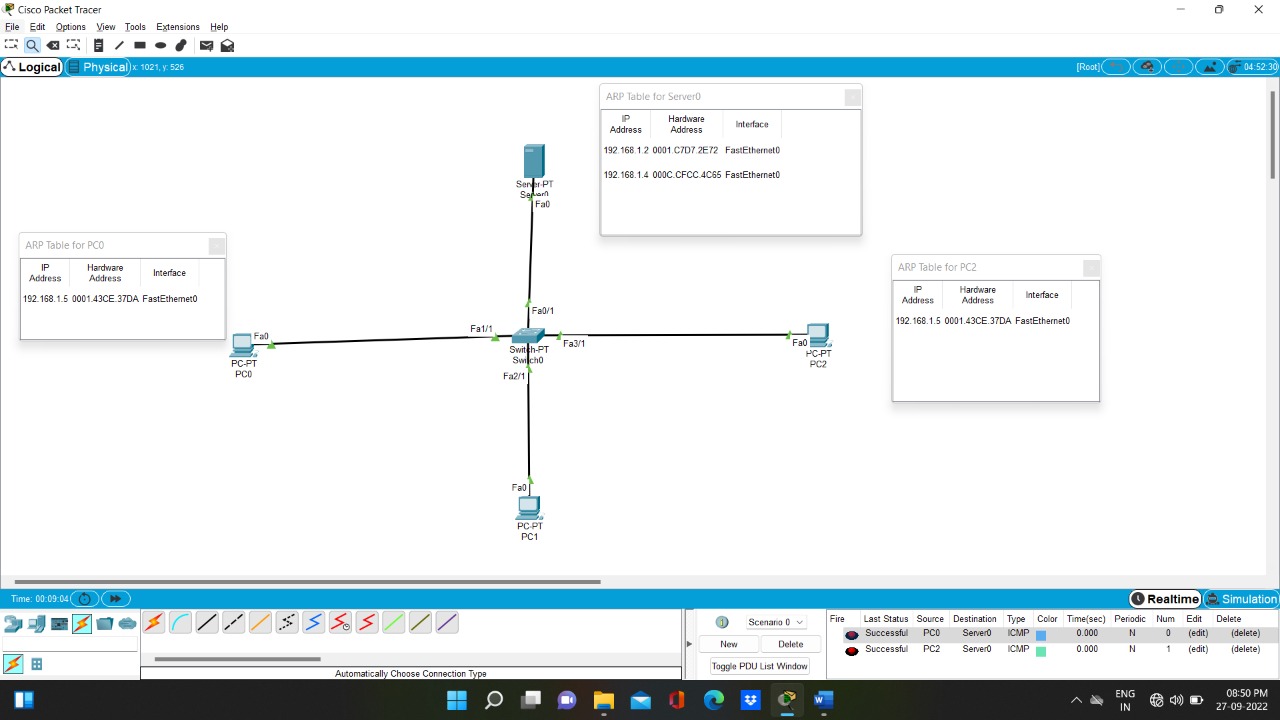 Cisco Packet Tracer
File Edit Options View Tools Extensions Help
Logical Physical x: 1021, y: 526 [Root] 04:52:30
ARP Table for Server0
IP Address Hardware Address Interface
192.168.1.2 0001.C7D7.2E72 FastEthernet0
192.168.1.4 000C.CFCC.4C65 FastEthernet0
Server-PT
Server0
Fa0
ARP Table for PC0
IP Address Hardware Address Interface
192.168.1.5 0001.43CE.37DA FastEthernet0
ARP Table for PC2
IP Address Hardware Address Interface
192.168.1.5 0001.43CE.37DA FastEthernet0
Fa0/1
Fa1/1
Fa0
PC-PT
PC0
Switch-PT
Switch0
Fa3/1
Fa2/1
Fa0
PC-PT
PC2
Fa0
PC-PT
PC1
Time: 00:09:04 Realtime Simulation
Scenario 0
New Delete
Toggle PDU List Window
Fire Last Status Source Destination Type Color Time(sec) Periodic Num Edit Delete
Successful PC0 Server0 ICMP 0.000 N 0 (edit) (delete)
Successful PC2 Server0 ICMP 0.000 N 1 (edit) (delete)
Automatically Choose Connection Type
ENG
IN
08:50 PM
27-09-2022